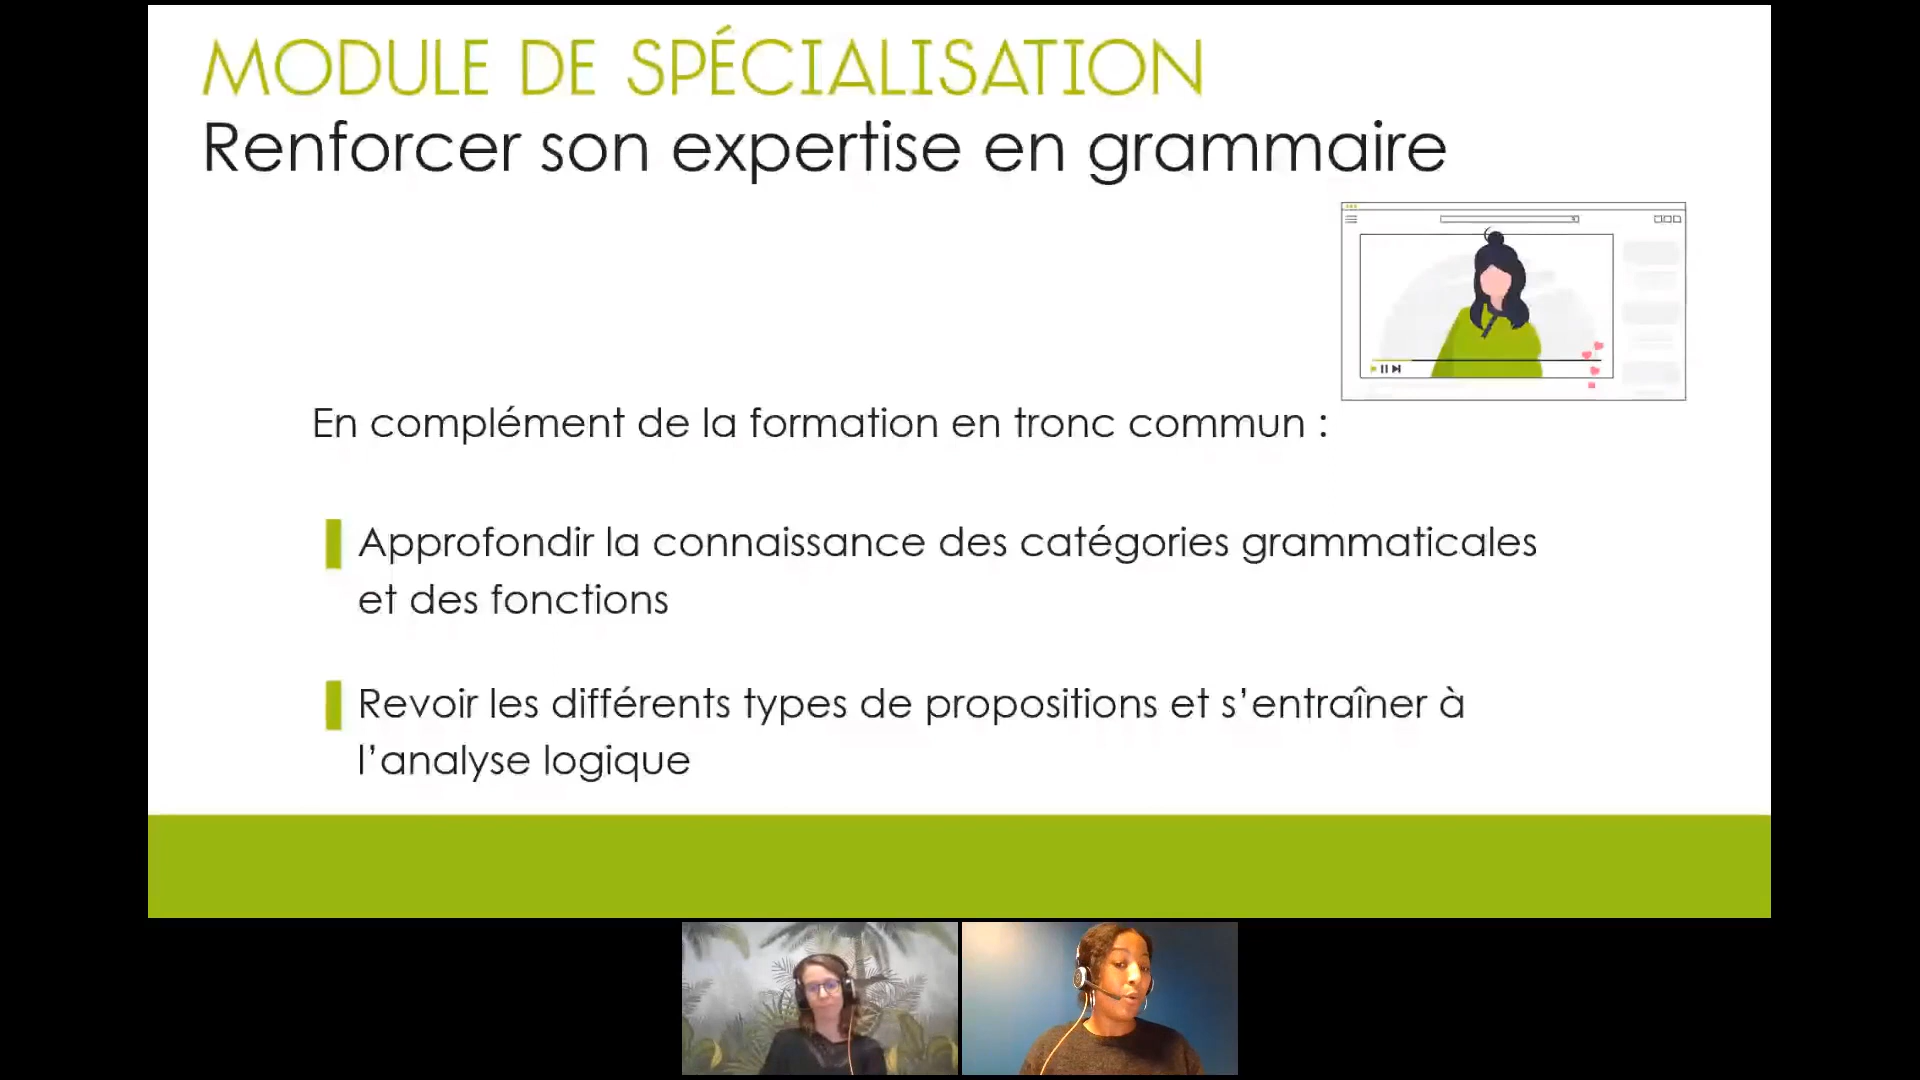 MODULE DE SPÉCIALISATION
Renforcer son expertise en grammaire
En complément de la formation en tronc commun :
Approfondir la connaissance des catégories grammaticales
et des fonctions
Revoir les différents types de propositions et s’entraîner à
l’analyse logique